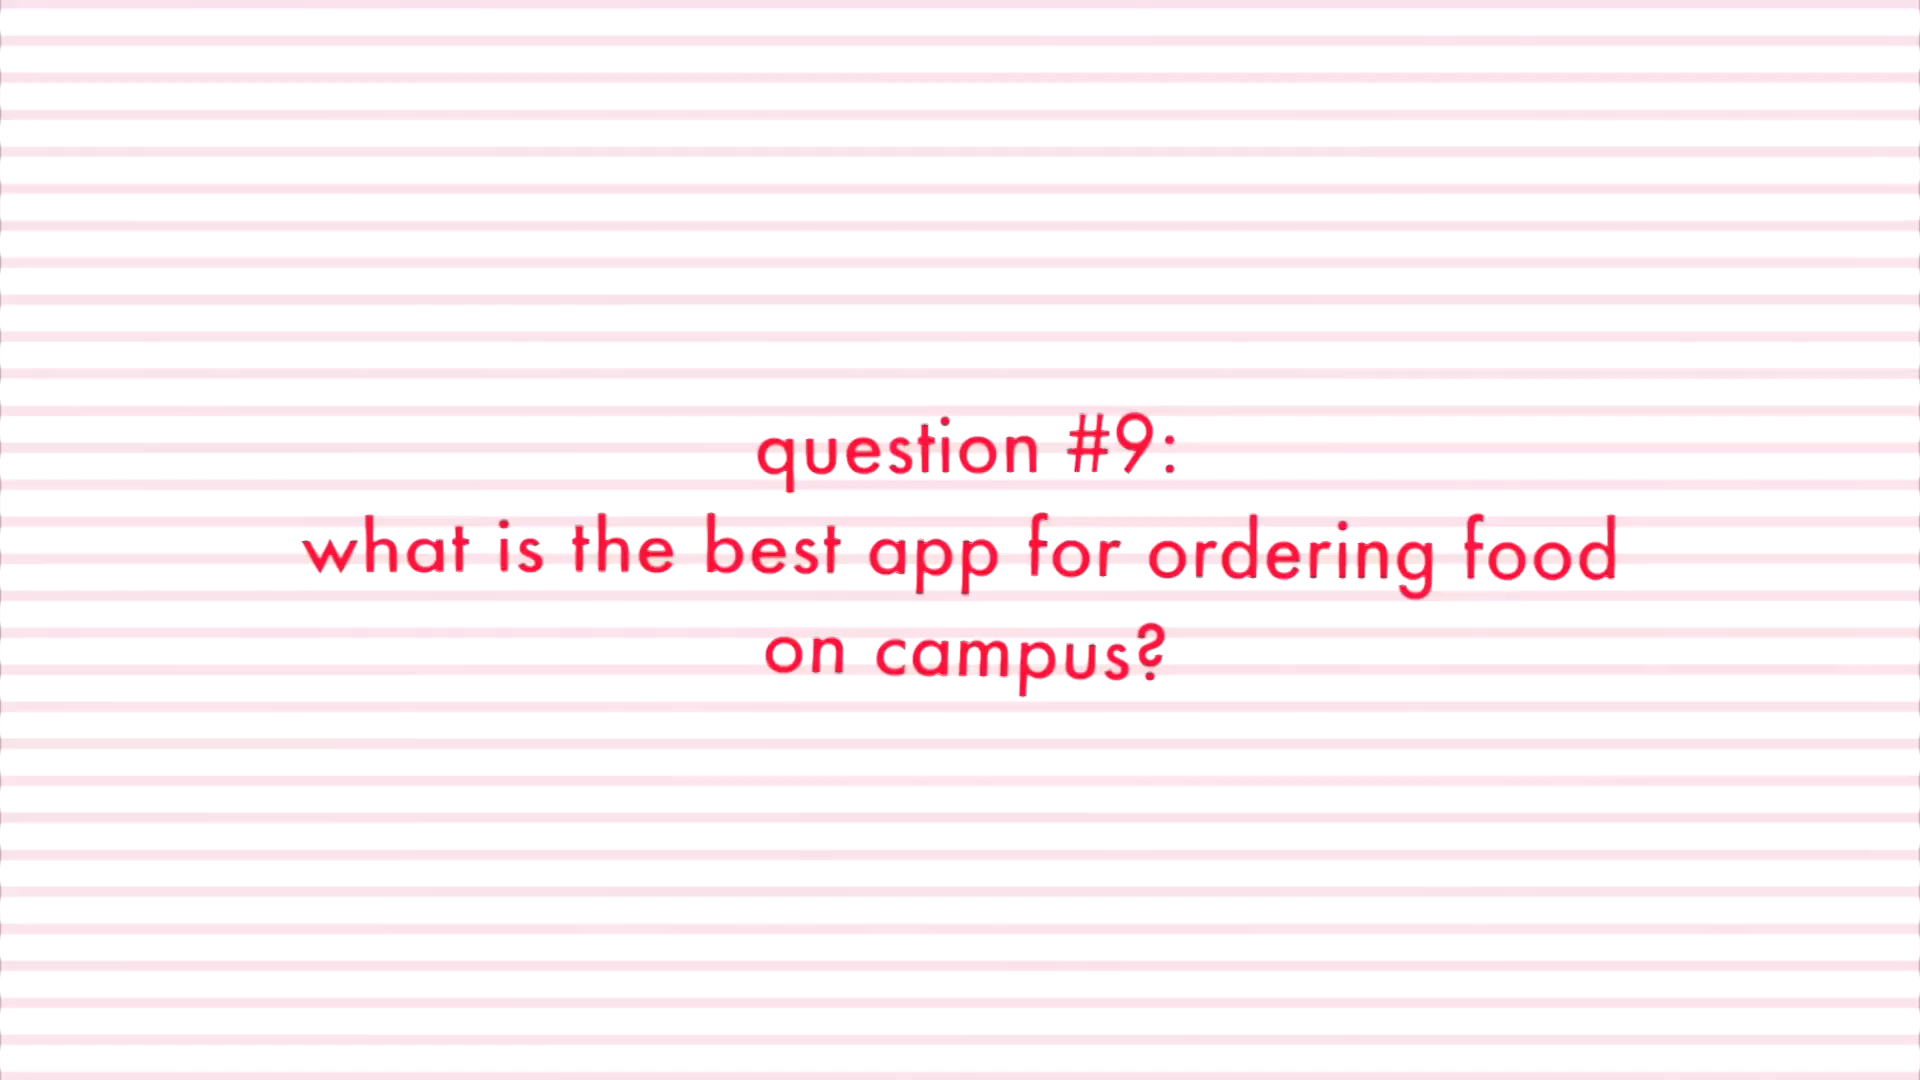 question #9:
what is the best app for ordering food
on campus?